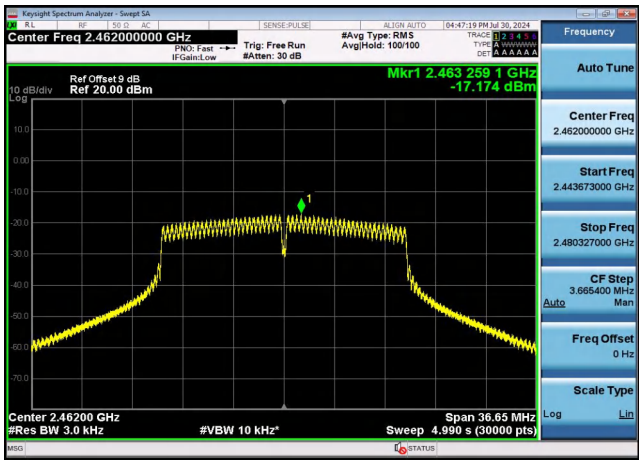 Keysight Spectrum Analyzer - Swept SA
RL RF 50 Ω AC SENSE:PULSE ALIGN AUTO 04:47:19 PM Jul 30, 2024
Center Freq 2.462000000 GHz
PNO: Fast
IFGain:Low
Trig: Free Run
#Atten: 30 dB
#Avg Type: RMS
Avg|Hold: 100/100
TRACE 1 2 3 4 5 6
TYPE A WWWWW
DET A A A A A A
Ref Offset 9 dB
Ref 20.00 dBm
10 dB/div
Log
Mkr1 2.463 259 1 GHz
-17.174 dBm
10.0
0.00
-10.0
1
-20.0
-30.0
-40.0
-50.0
-60.0
-70.0
Center 2.46200 GHz
Span 36.65 MHz
#Res BW 3.0 kHz
#VBW 10 kHz*
Sweep 4.990 s (30000 pts)
MSG
STATUS
Frequency
Auto Tune
Center Freq
2.462000000 GHz
Start Freq
2.443673000 GHz
Stop Freq
2.480327000 GHz
CF Step
3.665400 MHz
Auto Man
Freq Offset
0 Hz
Scale Type
Log Lin